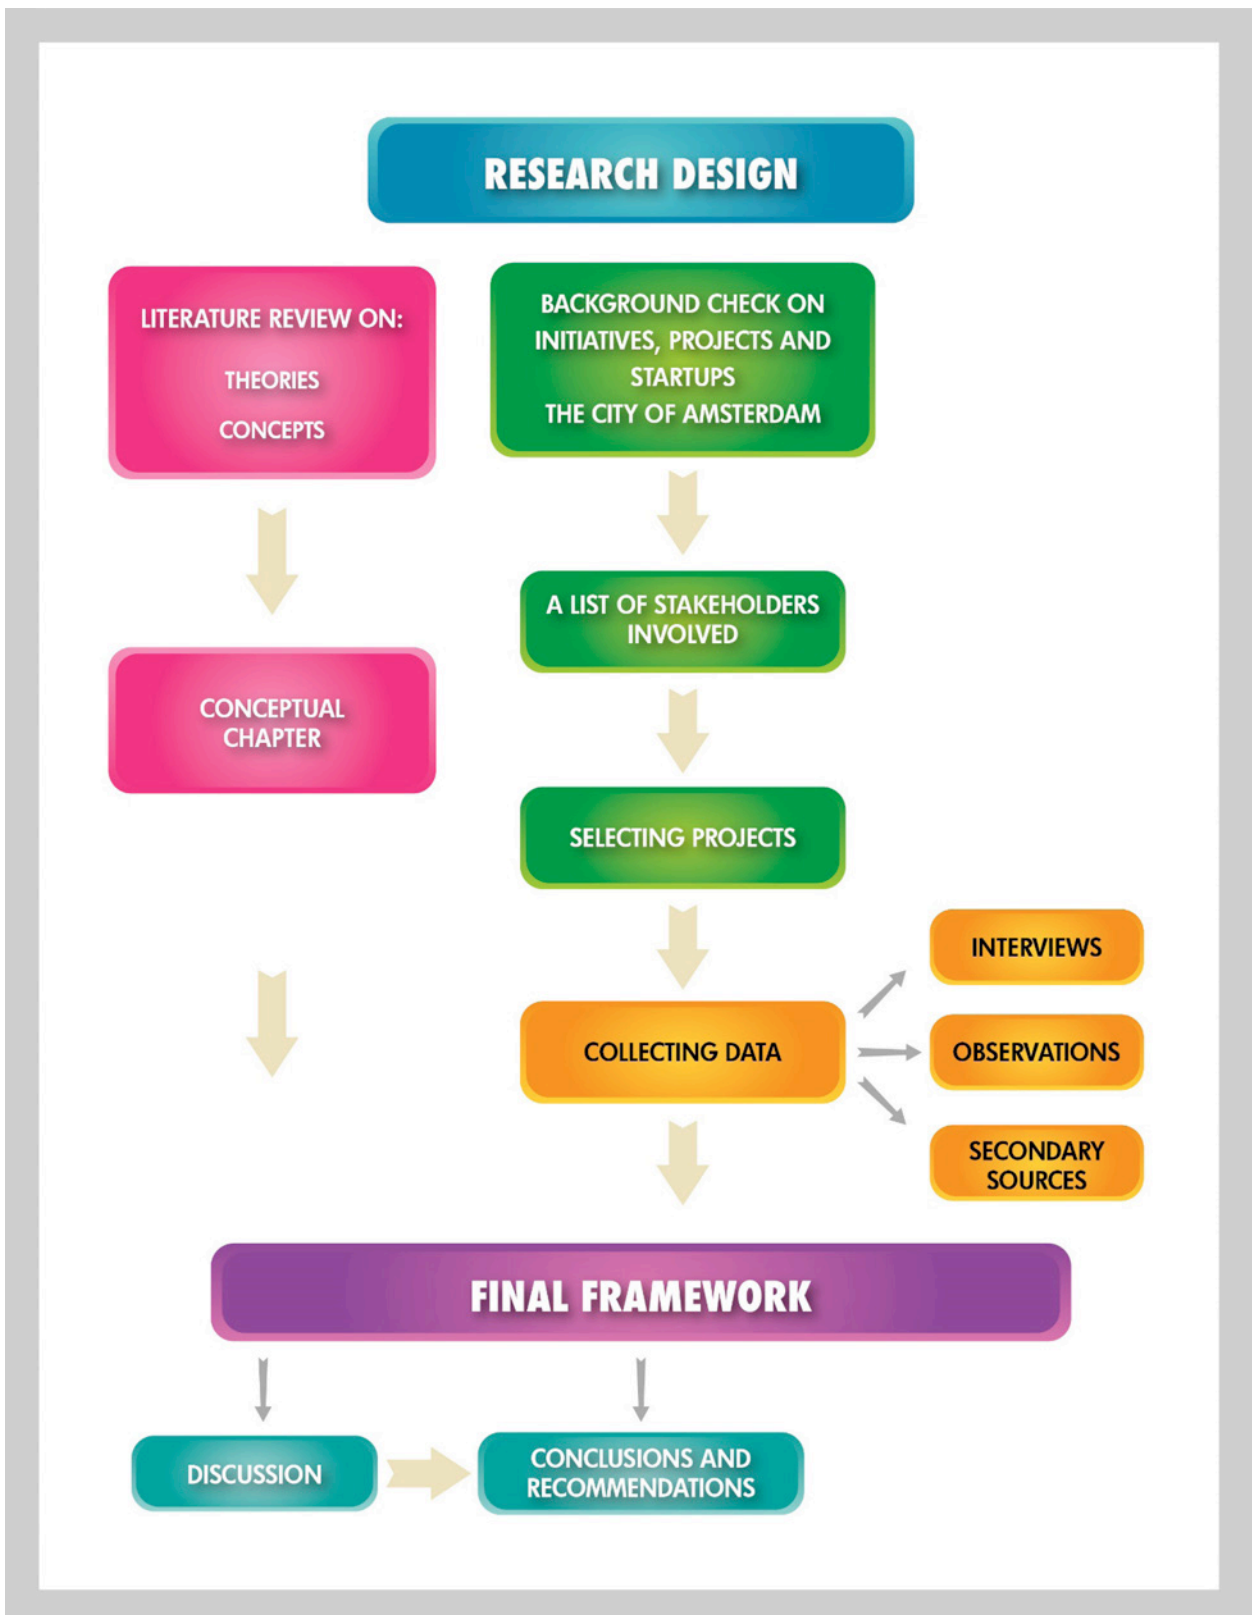 RESEARCH DESIGN
LITERATURE REVIEW ON:
THEORIES
CONCEPTS
CONCEPTUAL
CHAPTER
BACKGROUND CHECK ON
INITIATIVES, PROJECTS AND
STARTUPS
THE CITY OF AMSTERDAM
A LIST OF STAKEHOLDERS
INVOLVED
SELECTING PROJECTS
COLLECTING DATA
INTERVIEWS
OBSERVATIONS
SECONDARY
SOURCES
FINAL FRAMEWORK
DISCUSSION
CONCLUSIONS AND
RECOMMENDATIONS